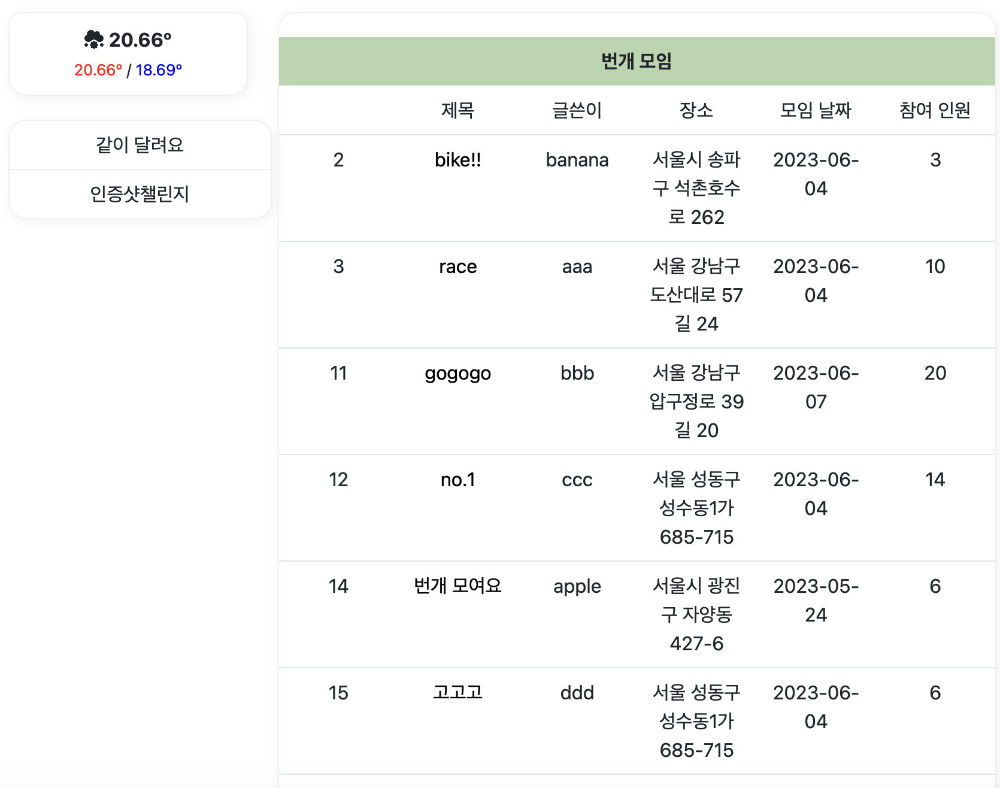 20.66º
20.66º / 18.69º
같이 달려요
인증샷챌린지
번개 모임
제목 글쓴이 장소 모임 날짜 참여 인원
2 bike!! banana 서울시 송파 2023-06- 3
구 석촌호수 04
로 262
3 race aaa 서울 강남구 2023-06- 10
도산대로 57 04
길 24
11 gogogo bbb 서울 강남구 2023-06- 20
압구정로 39 07
길 20
12 no.1 ccc 서울 성동구 2023-06- 14
성수동1가 04
685-715
14 번개 모여요 apple 서울시 광진 2023-05- 6
구 자양동 24
427-6
15 고고고 ddd 서울 성동구 2023-06- 6
성수동1가 04
685-715